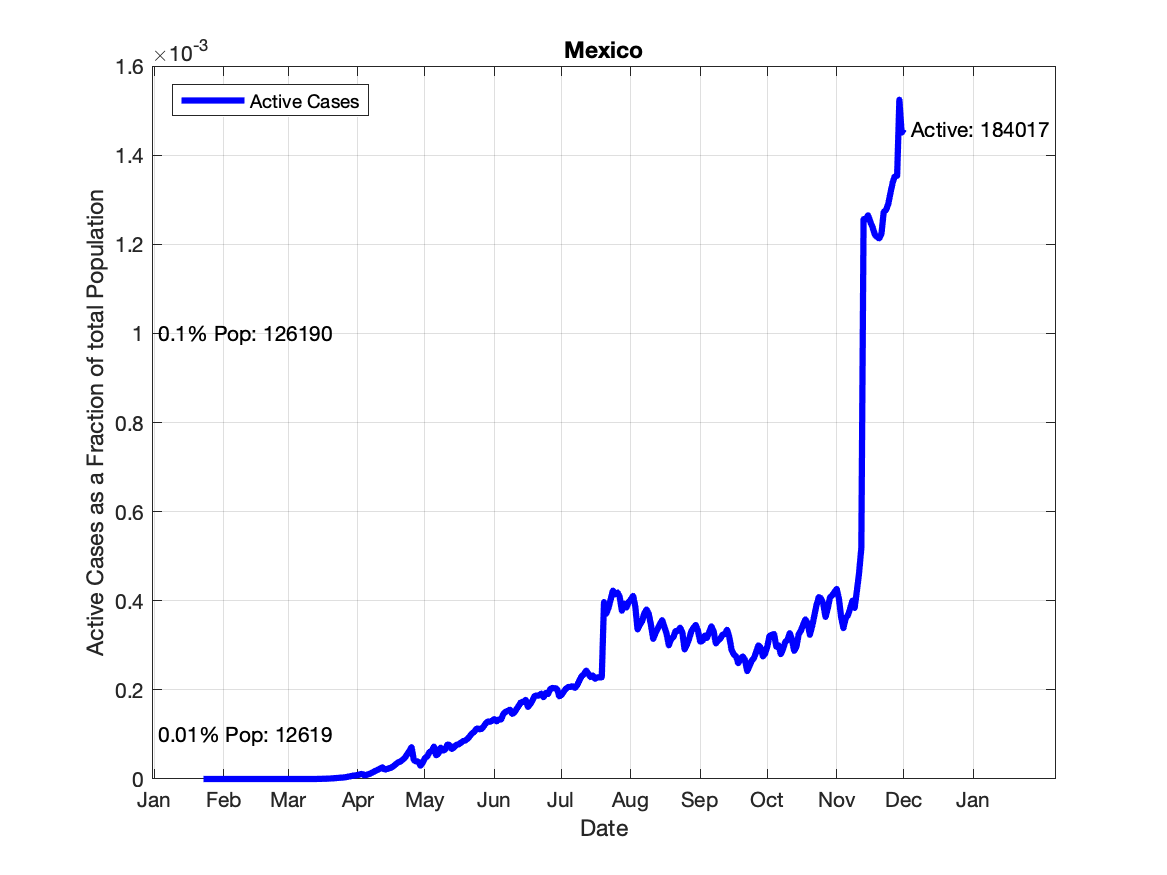 Mexico
×10-3
1.6
1.4
1.2
1
0.8
0.6
0.4
0.2
0
Active Cases
Active: 184017
0.1% Pop: 126190
0.01% Pop: 12619
Active Cases as a Fraction of total Population
Jan Feb Mar Apr May Jun Jul Aug Sep Oct Nov Dec Jan
Date